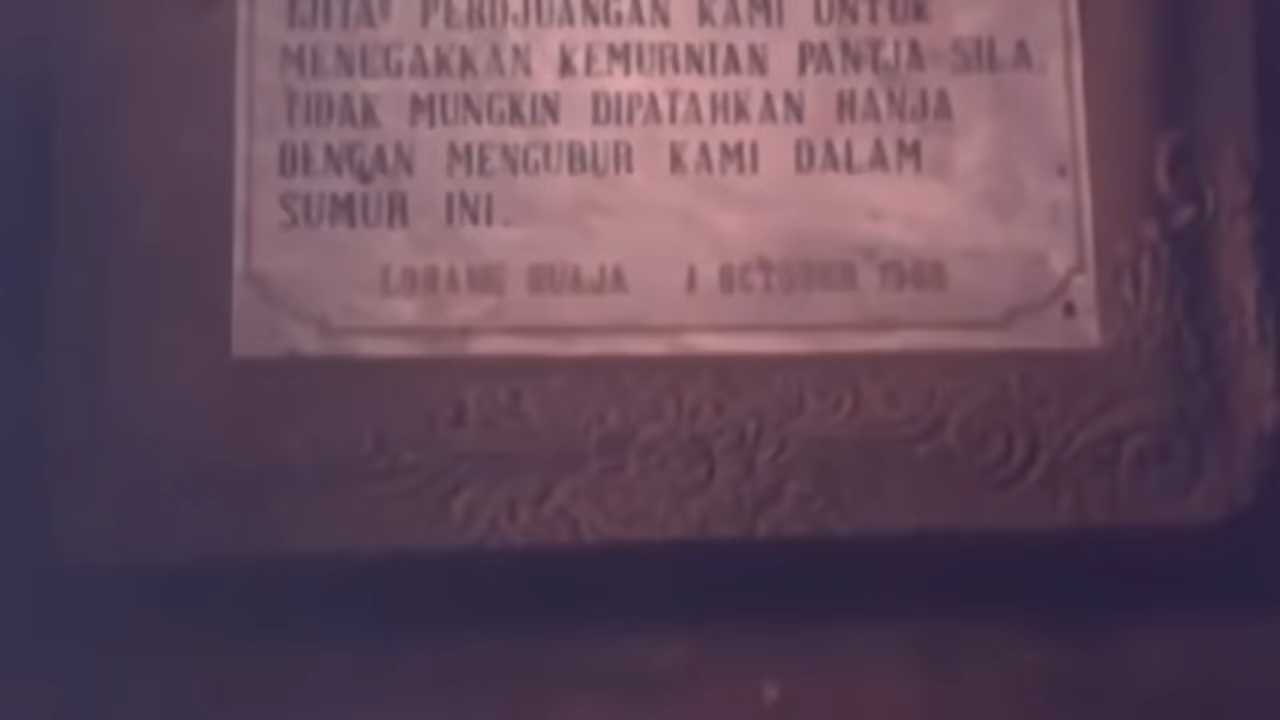 TJITA² PERDJUANGAN KAMI UNTUK
MENEGAKKAN KEMURNIAN PANTJA-SILA
TIDAK MUNGKIN DIPATAHKAN HANJA
DENGAN MENGUBUR KAMI DALAM
SUMUR INI.
LOBANG BUAJA 1 OCTOBER